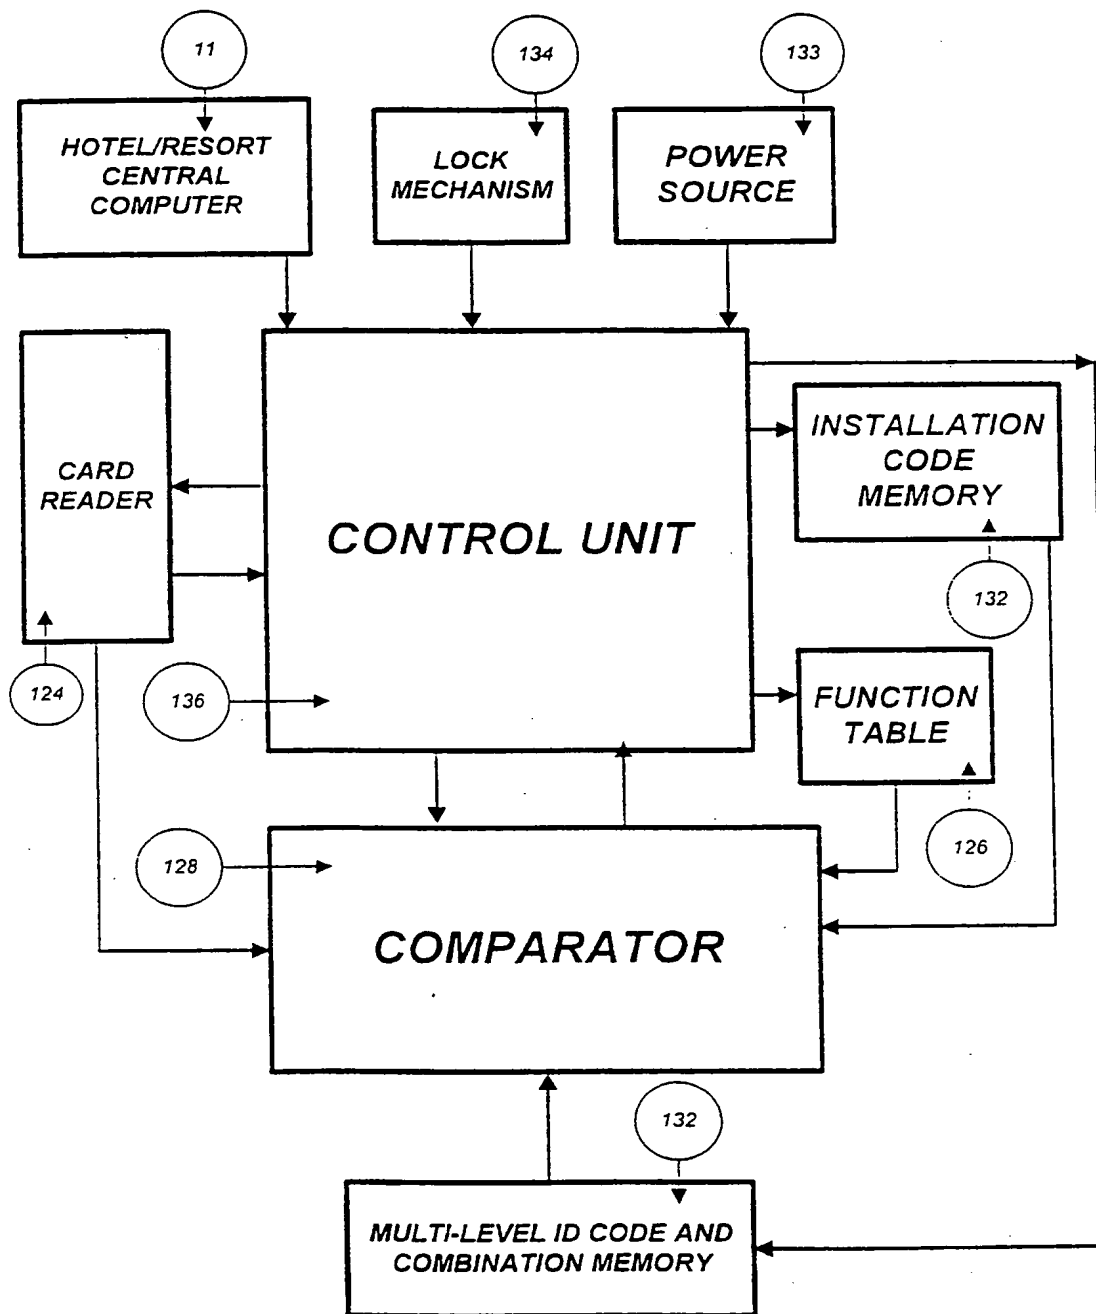 11
134
133
HOTEL/RESORT
CENTRAL
COMPUTER
LOCK
MECHANISM
POWER
SOURCE
CARD
READER
CONTROL UNIT
INSTALLATION
CODE
MEMORY
132
124
136
FUNCTION
TABLE
128
126
COMPARATOR
132
MULTI-LEVEL ID CODE AND
COMBINATION MEMORY